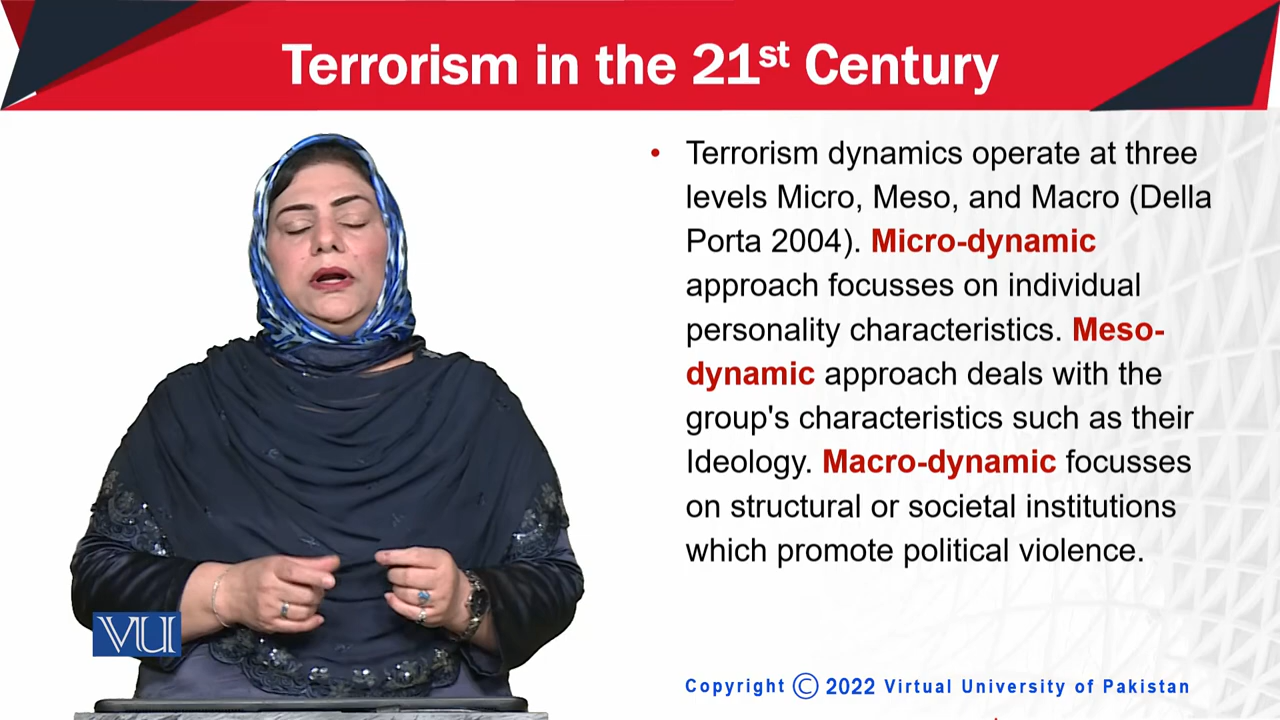 Terrorism in the 21st Century
• Terrorism dynamics operate at three
levels Micro, Meso, and Macro (Della
Porta 2004). Micro-dynamic
approach focusses on individual
personality characteristics. Meso-
dynamic approach deals with the
group's characteristics such as their
Ideology. Macro-dynamic focusses
on structural or societal institutions
which promote political violence.
VU
Copyright © 2022 Virtual University of Pakistan